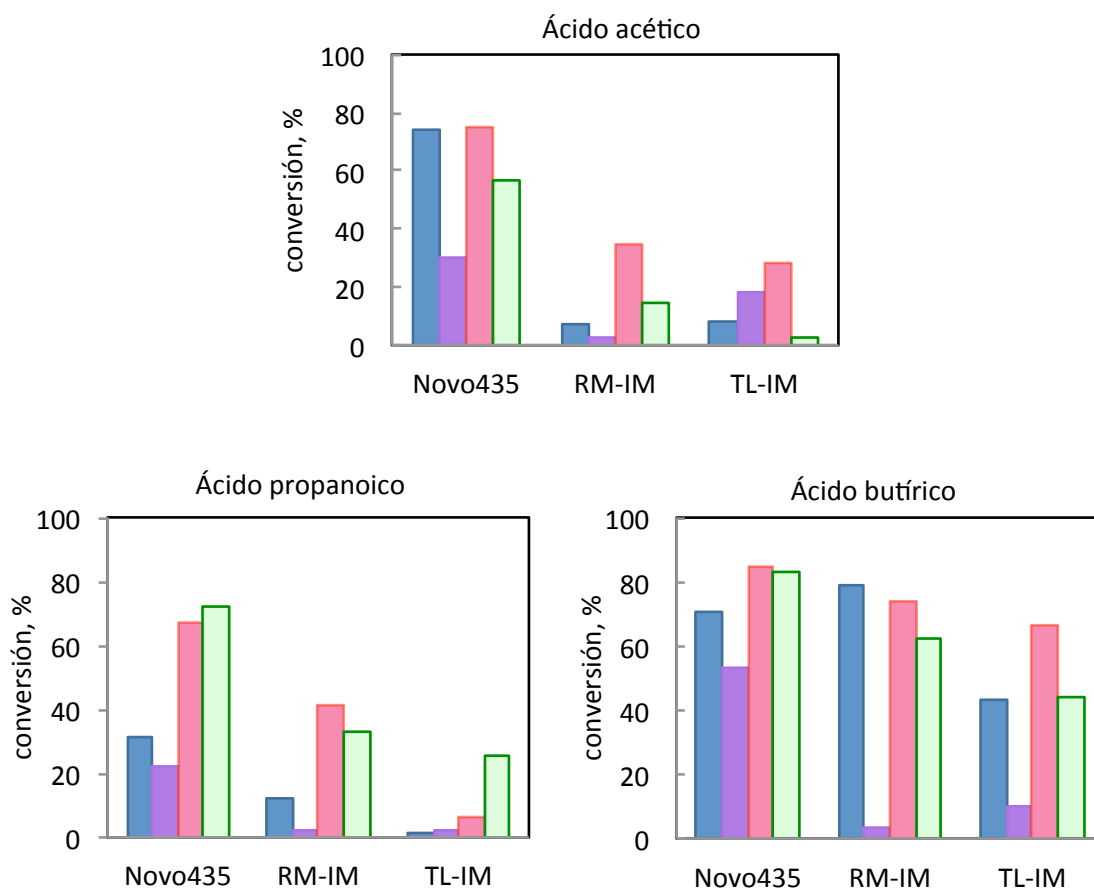 Ácido acético
100
80
60
40
20
0
conversión, %
Novo435 RM-IM TL-IM
Ácido propanoico
100
80
60
40
20
0
conversión, %
Novo435 RM-IM TL-IM
Ácido butírico
100
80
60
40
20
0
conversión, %
Novo435 RM-IM TL-IM